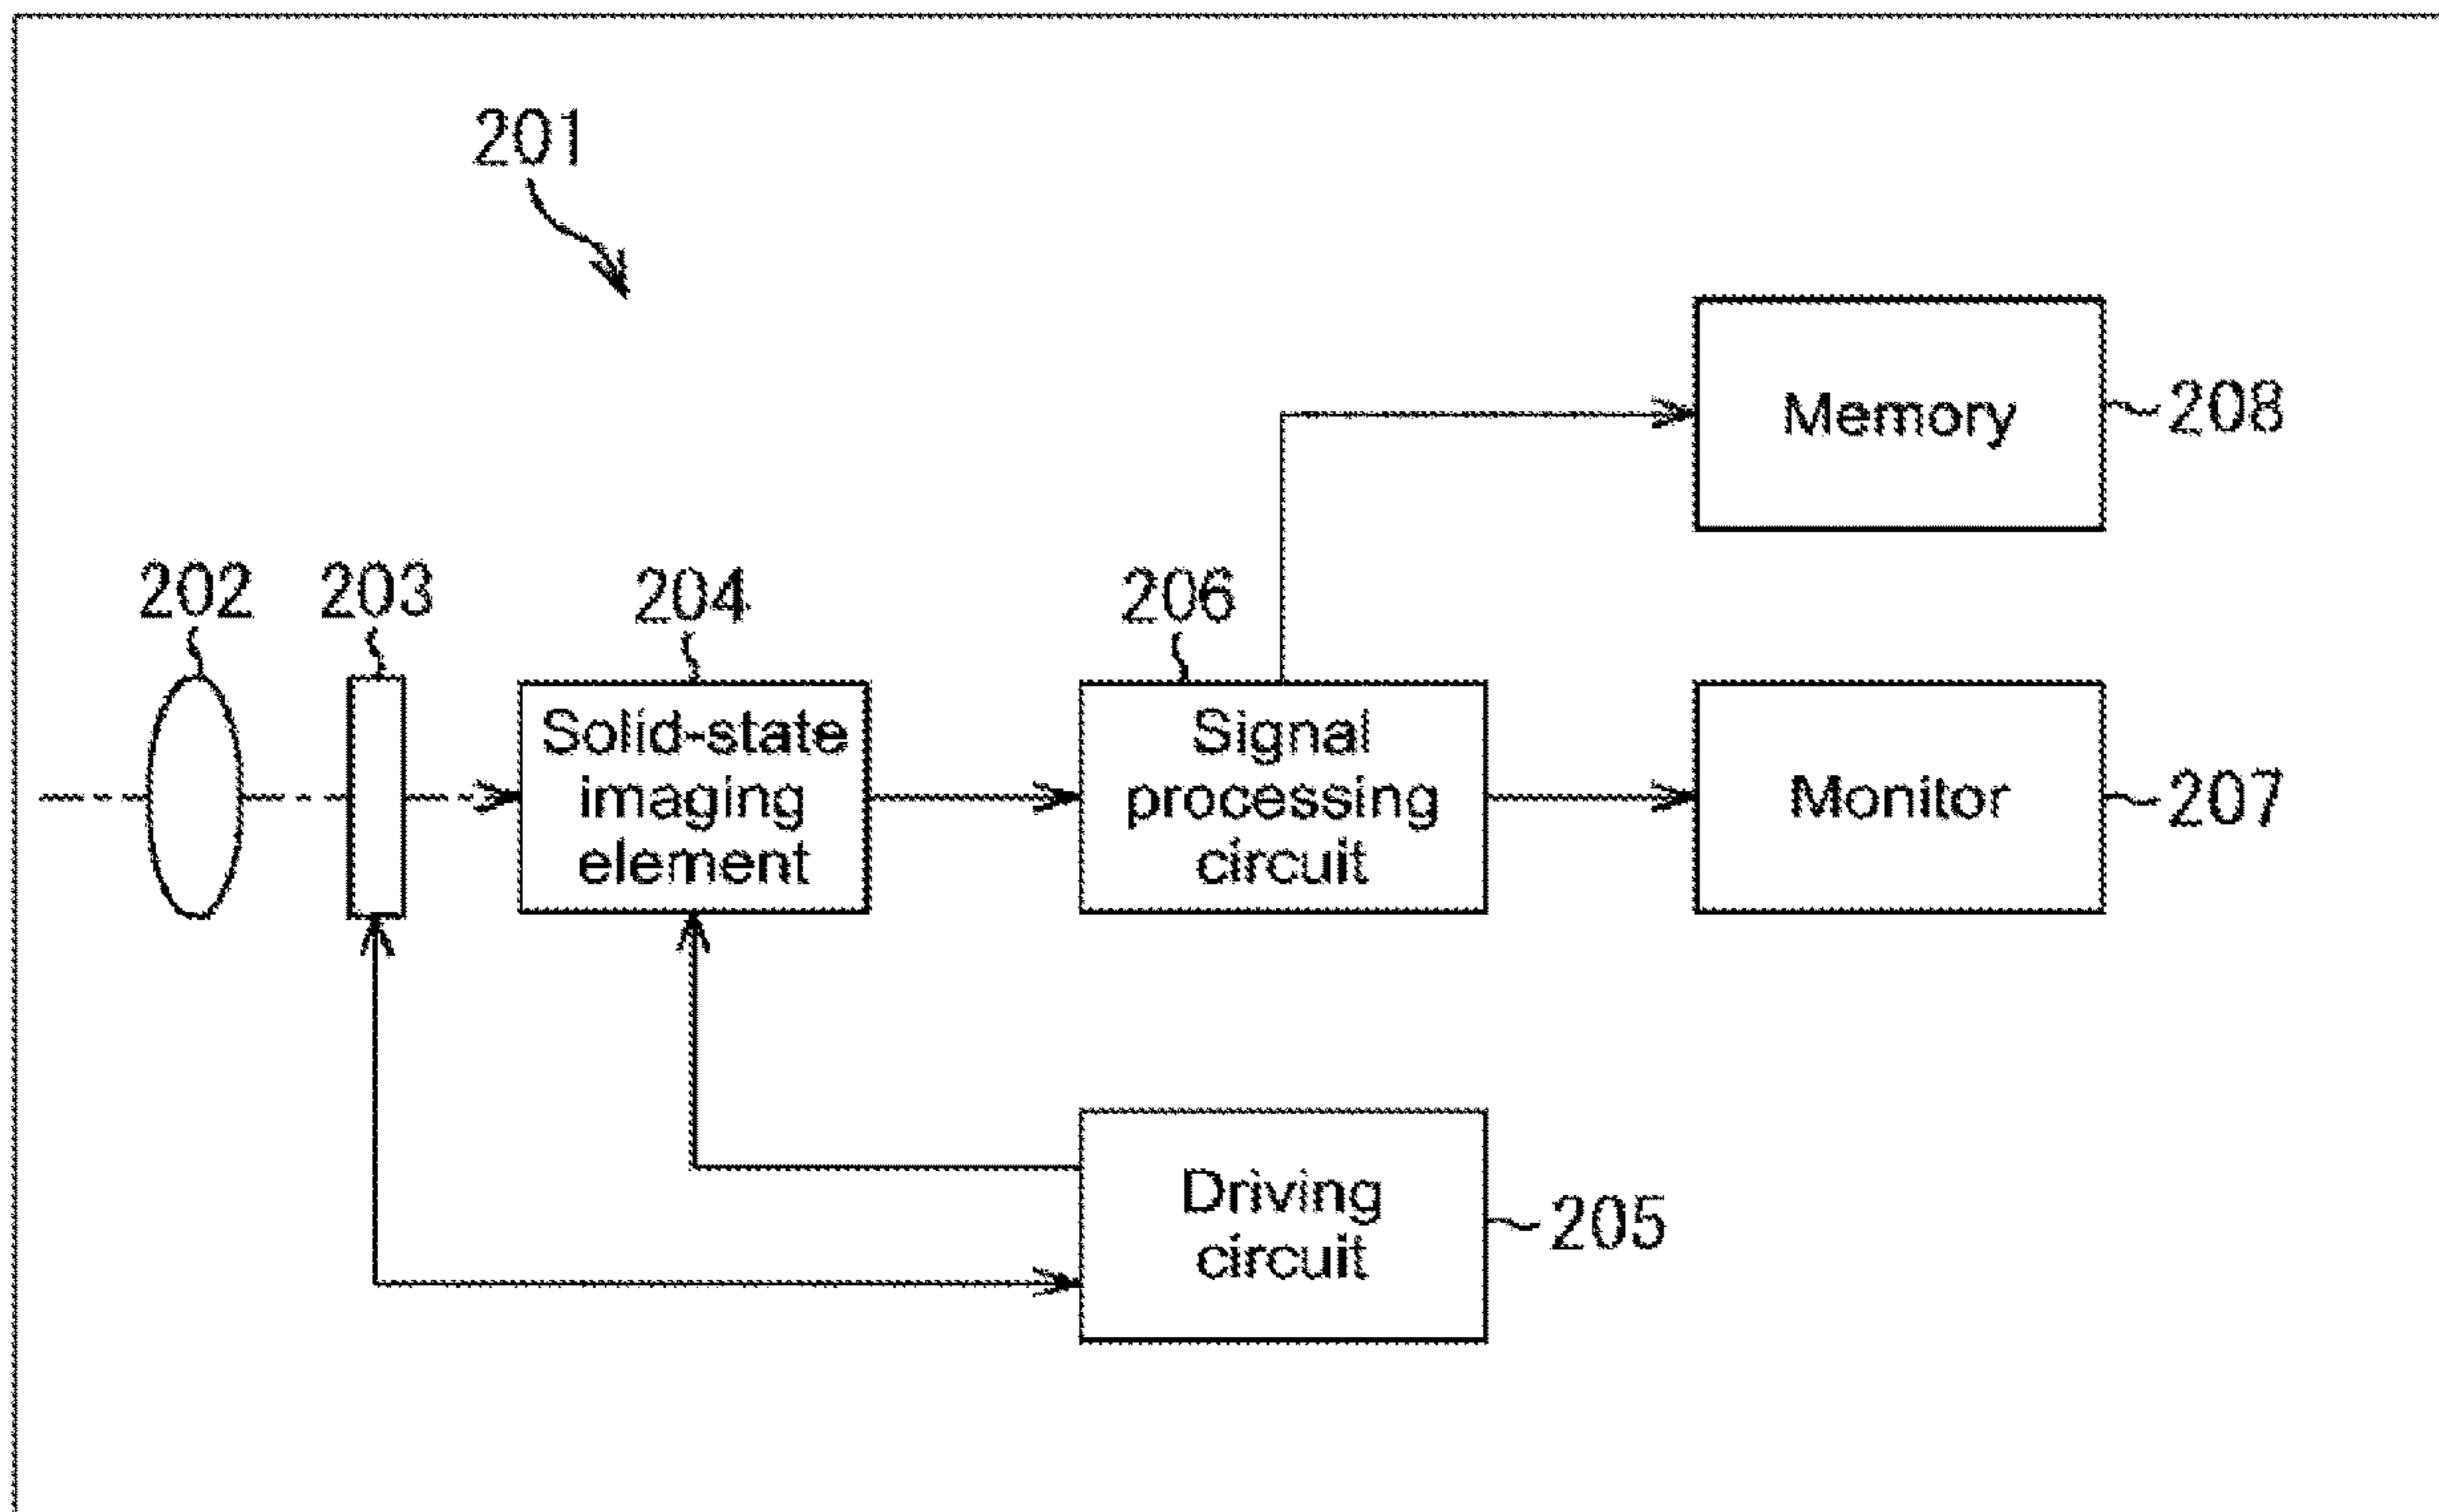 201
Memory
208
202
203
204
206
Solid-state
imaging
element
Signal
processing
circuit
Monitor
207
Driving
circuit
205